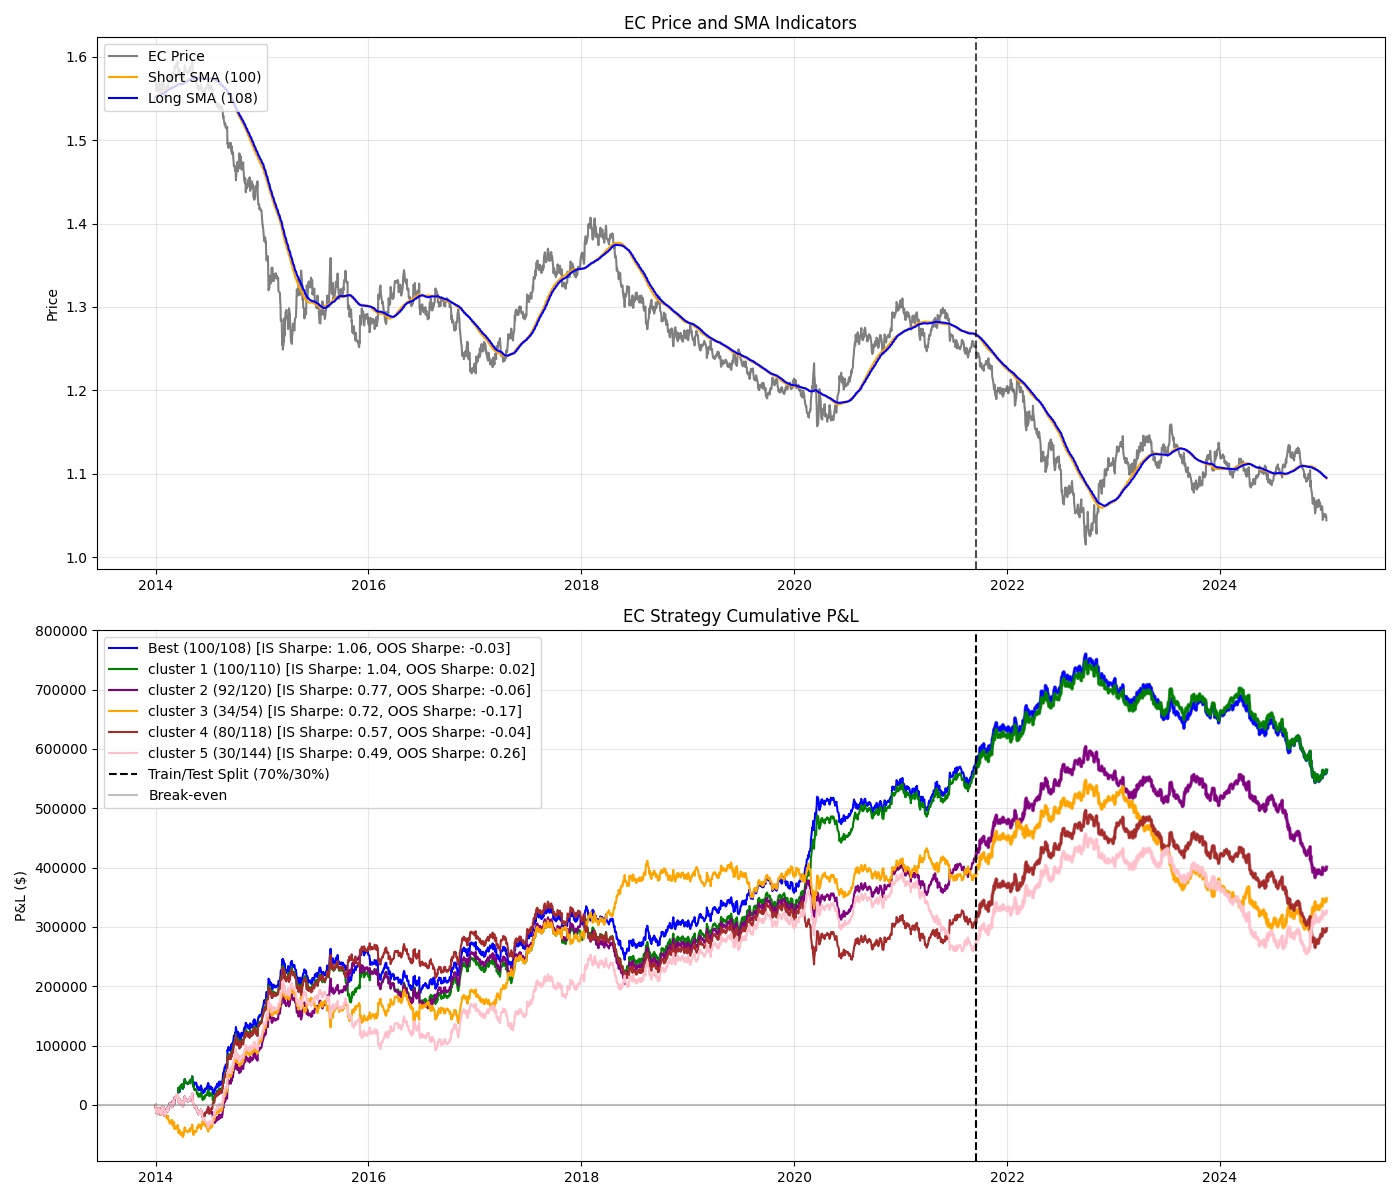 EC Price and SMA Indicators
EC Price
Short SMA (100)
Long SMA (108)
Price
1.6
1.5
1.4
1.3
1.2
1.1
1.0
2014 2016 2018 2020 2022 2024
EC Strategy Cumulative P&L
Best (100/108) [IS Sharpe: 1.06, OOS Sharpe: -0.03]
cluster 1 (100/110) [IS Sharpe: 1.04, OOS Sharpe: 0.02]
cluster 2 (92/120) [IS Sharpe: 0.77, OOS Sharpe: -0.06]
cluster 3 (34/54) [IS Sharpe: 0.72, OOS Sharpe: -0.17]
cluster 4 (80/118) [IS Sharpe: 0.57, OOS Sharpe: -0.04]
cluster 5 (30/144) [IS Sharpe: 0.49, OOS Sharpe: 0.26]
Train/Test Split (70%/30%)
Break-even
P&L ($)
800000
700000
600000
500000
400000
300000
200000
100000
0
2014 2016 2018 2020 2022 2024